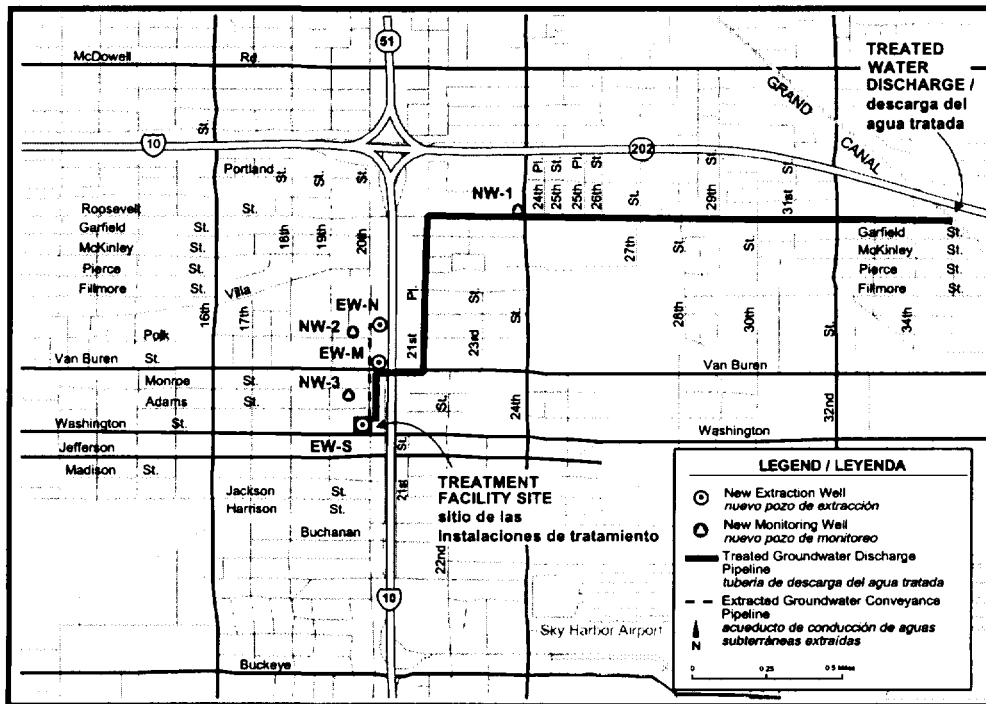 McDowell Rd.
51
TREATED
WATER
DISCHARGE /
descarga del
agua tratada
GRAND
CANAL
10
202
St.
Portland
St.
19th St.
20th St.
NW-1
24th Pl.
25th St.
25th Pl.
26th St.
27th St.
29th St.
31st St.
Roosevelt St.
Garfield St.
McKinley St.
Pierce St.
Fillmore St.
Garfield St.
McKinley St.
Pierce St.
Fillmore St.
Villa
16th
17th
EW-N
NW-2
EW-M
21st Pl.
23rd St.
24th St.
28th St.
30th St.
32nd St.
34th
Polk
Van Buren St.
Van Buren
Monroe St.
NW-3
Adams St.
St.
Washington St.
Washington
EW-S
Jefferson
Madison St.
21st St.
22nd
Jackson St.
Harrison St.
Buchanan
TREATMENT
FACILITY SITE
sitio de las
Instalaciones de tratamiento
10
Sky Harbor Airport
Buckeye
LEGEND / LEYENDA
New Extraction Well
nuevo pozo de extracción
New Monitoring Well
nuevo pozo de monitoreo
Treated Groundwater Discharge
Pipeline
tubería de descarga del agua tratada
Extracted Groundwater Conveyance
Pipeline
acueducto de conducción de aguas
subterráneas extraídas
N
0 0.25 0.5 Miles